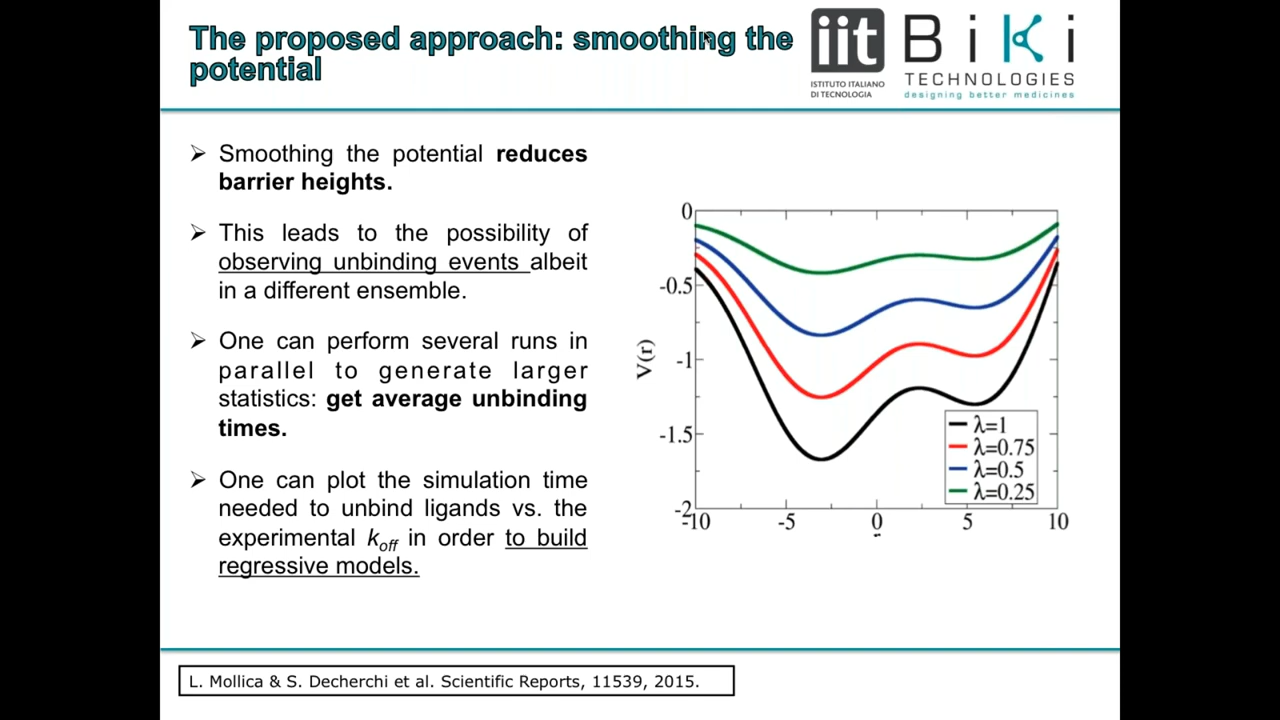 The proposed approach: smoothing the
potential
iit
ISTITUTO ITALIANO
DI TECNOLOGIA
BiKi
TECHNOLOGIES
designing better medicines
➢ Smoothing the potential reduces
barrier heights.
➢ This leads to the possibility of
observing unbinding events albeit
in a different ensemble.
➢ One can perform several runs in
parallel to generate larger
statistics: get average unbinding
times.
➢ One can plot the simulation time
needed to unbind ligands vs. the
experimental koff in order to build
regressive models.
0
-0.5
-1
-1.5
-2
V(r)
-10 -5 0 5 10
r
λ=1
λ=0.75
λ=0.5
λ=0.25
L. Mollica & S. Decherchi et al. Scientific Reports, 11539, 2015.